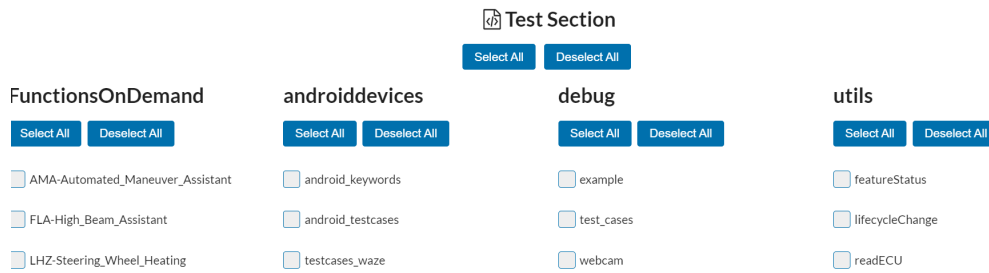 Test Section
Select All Deselect All
FunctionsOnDemand androiddevices debug utils
Select All Deselect All Select All Deselect All Select All Deselect All Select All Deselect All
AMA-Automated_Maneuver_Assistant android_keywords example featureStatus
FLA-High_Beam_Assistant android_testcases test_cases lifecycleChange
LHZ-Steering_Wheel_Heating testcases_waze webcam readECU